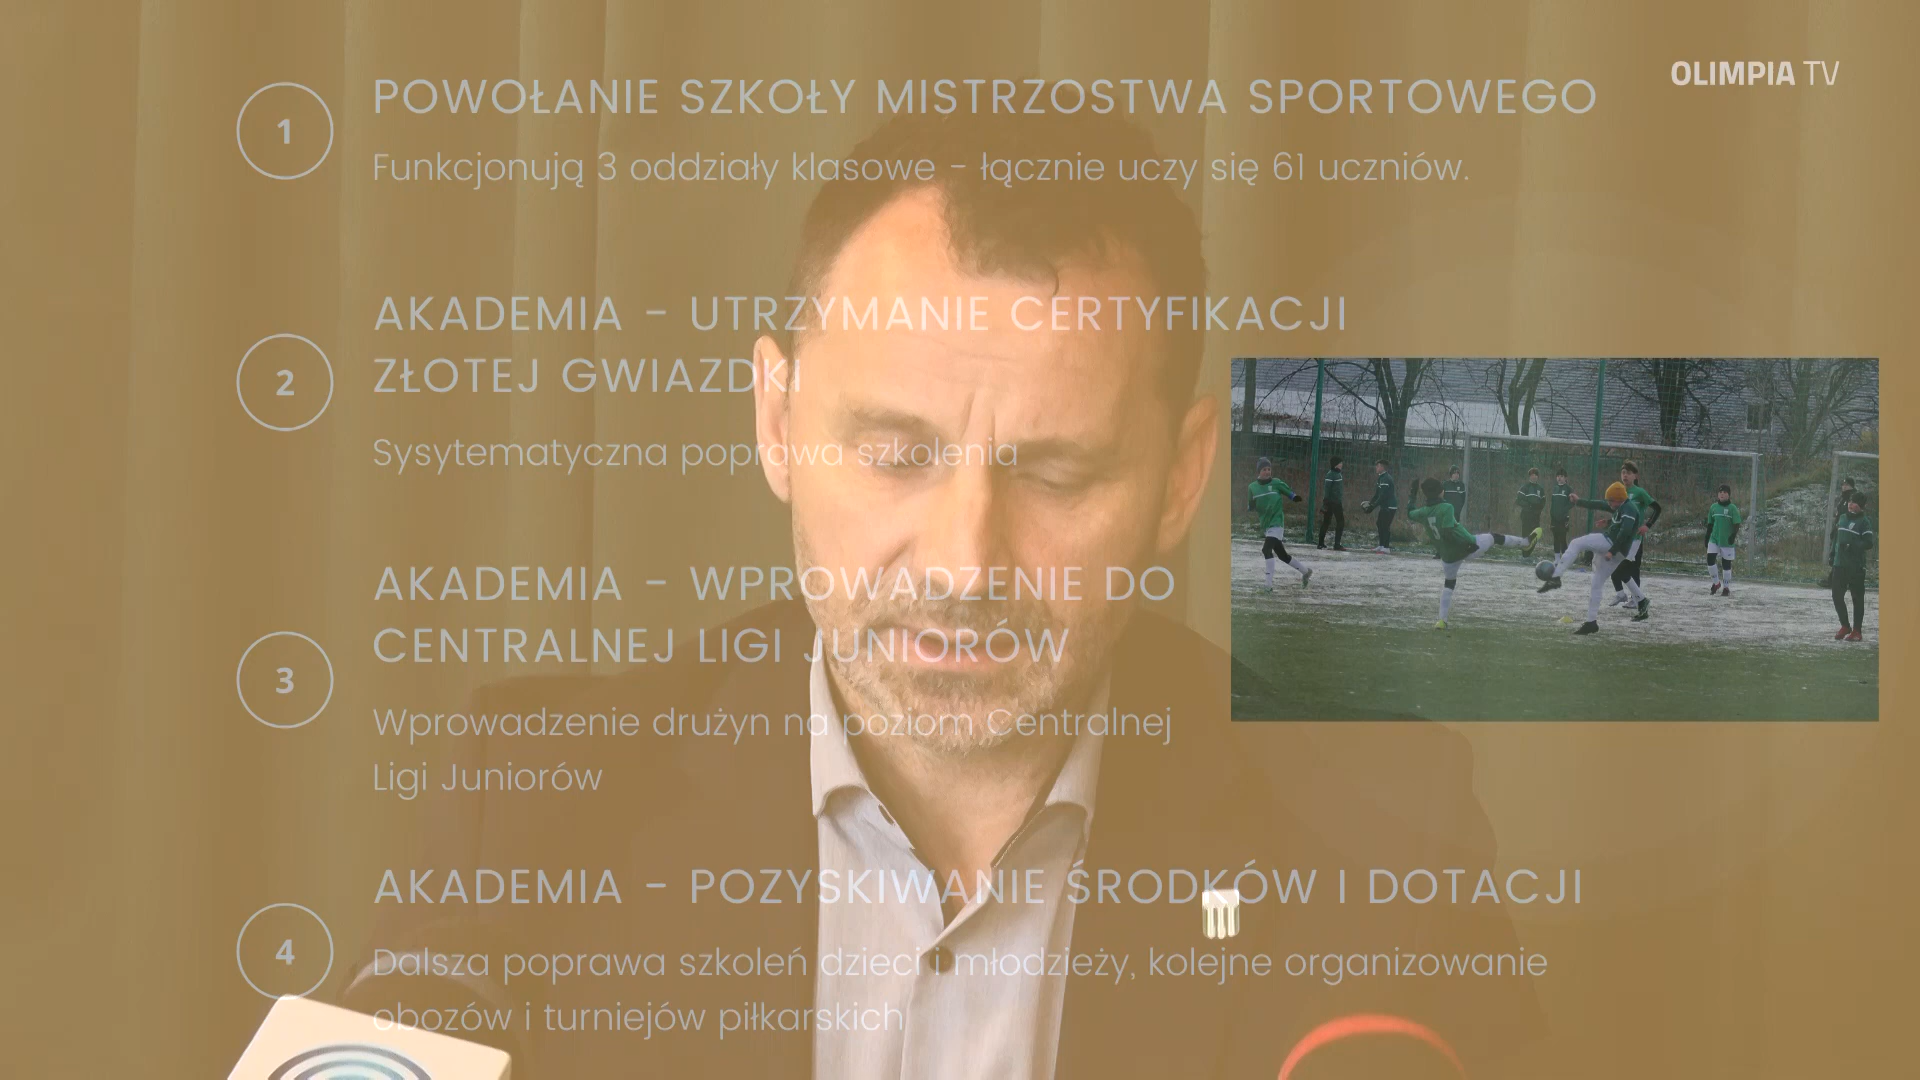 OLIMPIA TV
1
POWOŁANIE SZKOŁY MISTRZOSTWA SPORTOWEGO
Funkcjonują 3 oddziały klasowe - łącznie uczy się 61 uczniów.
2
AKADEMIA - UTRZYMANIE CERTYFIKACJI
ZŁOTEJ GWIAZDKI
Sysytematyczna poprawa szkolenia
3
AKADEMIA - WPROWADZENIE DO
CENTRALNEJ LIGI JUNIORÓW
Wprowadzenie drużyn na poziom Centralnej
Ligi Juniorów
4
AKADEMIA - POZYSKIWANIE ŚRODKÓW I DOTACJI
Dalsza poprawa szkoleń dzieci i młodzieży, kolejne organizowanie
obozów i turniejów piłkarskich